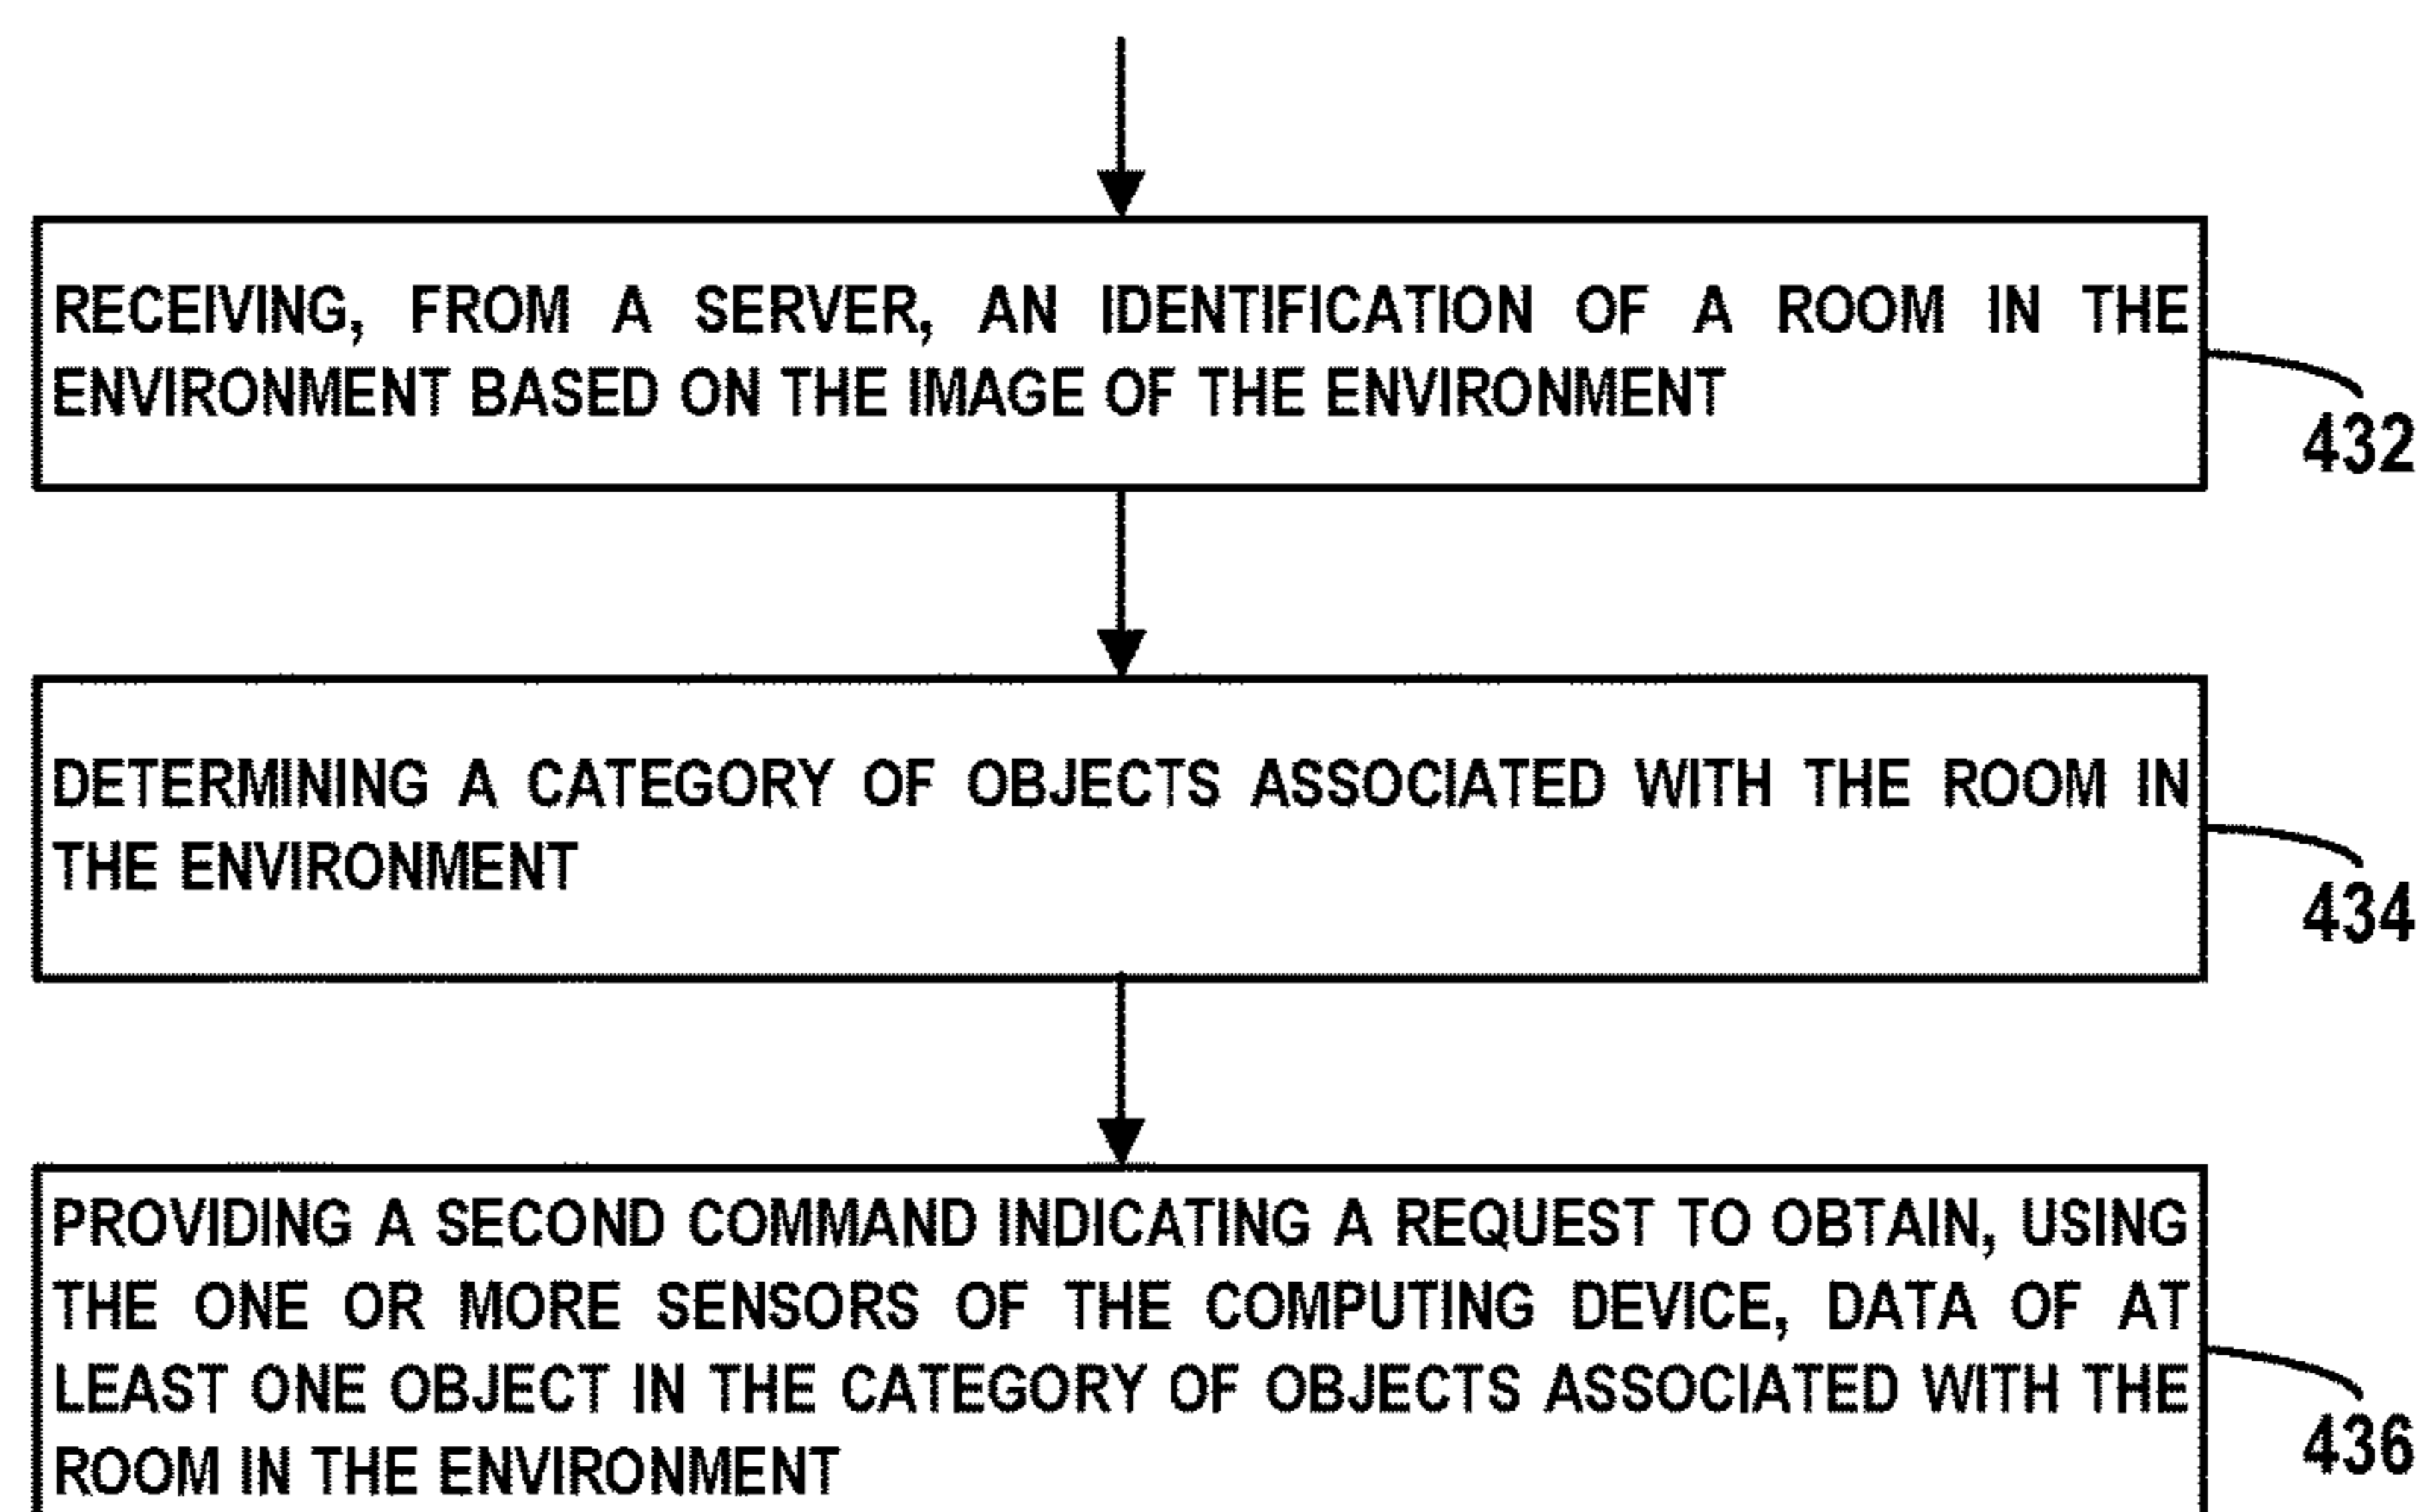 RECEIVING, FROM A SERVER, AN IDENTIFICATION OF A ROOM IN THE
ENVIRONMENT BASED ON THE IMAGE OF THE ENVIRONMENT
432
DETERMINING A CATEGORY OF OBJECTS ASSOCIATED WITH THE ROOM IN
THE ENVIRONMENT
434
PROVIDING A SECOND COMMAND INDICATING A REQUEST TO OBTAIN, USING
THE ONE OR MORE SENSORS OF THE COMPUTING DEVICE, DATA OF AT
LEAST ONE OBJECT IN THE CATEGORY OF OBJECTS ASSOCIATED WITH THE
ROOM IN THE ENVIRONMENT
436